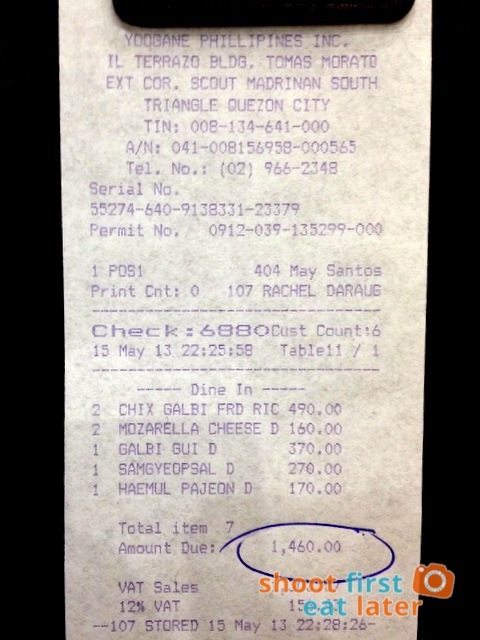 YOOGANE PHILLIPINES INC.
IL TERRAZO BLDG. TOMAS MORATO
EXT COR. SCOUT MADRINAN SOUTH
TRIANGLE QUEZON CITY
TIN: 008-134-641-000
A/N: 041-008156958-000565
Tel. No.: (02) 966-2348
Serial No.
55274-640-9138331-23379
Permit No. 0912-039-135299-000
1 POS1 404 May Santos
Print Cnt: 0 107 RACHEL DARAUG
Check:6880Cust Count:6
15 May 13 22:25:58 Table11 / 1
----- Dine In -----
2 CHIX GALBI FRD RIC 490.00
2 MOZARELLA CHEESE D 160.00
1 GALBI GUI D 370.00
1 SAMGYEOPSAL D 270.00
1 HAEMUL PAJEON D 170.00
Total item 7
Amount Due: 1,460.00
VAT Sales
12% VAT
--107 STORED 15 May 13 22:28:26-
shoot first
eat later